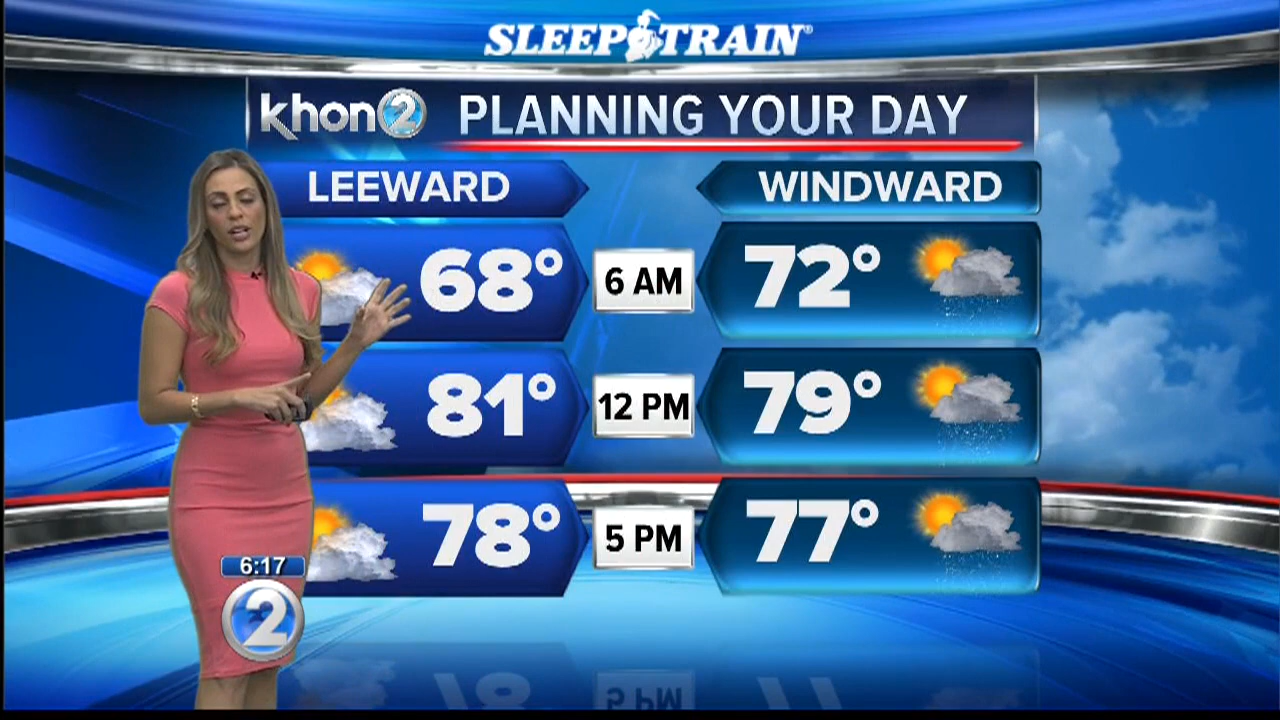 SLEEP TRAIN®
khon2 PLANNING YOUR DAY
LEEWARD WINDWARD
68° 6 AM 72°
81° 12 PM 79°
78° 5 PM 77°
6:17
2